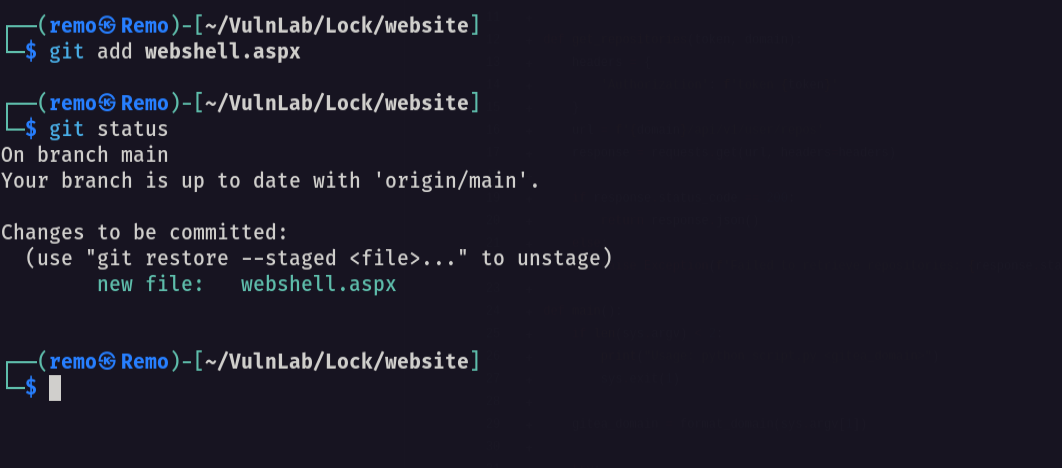 ┌──(remo㉿Remo)-[~/VulnLab/Lock/website]
└─$ git add webshell.aspx
┌──(remo㉿Remo)-[~/VulnLab/Lock/website]
└─$ git status
On branch main
Your branch is up to date with 'origin/main'.
Changes to be committed:
  (use "git restore --staged <file>..." to unstage)
        new file:   webshell.aspx
┌──(remo㉿Remo)-[~/VulnLab/Lock/website]
└─$